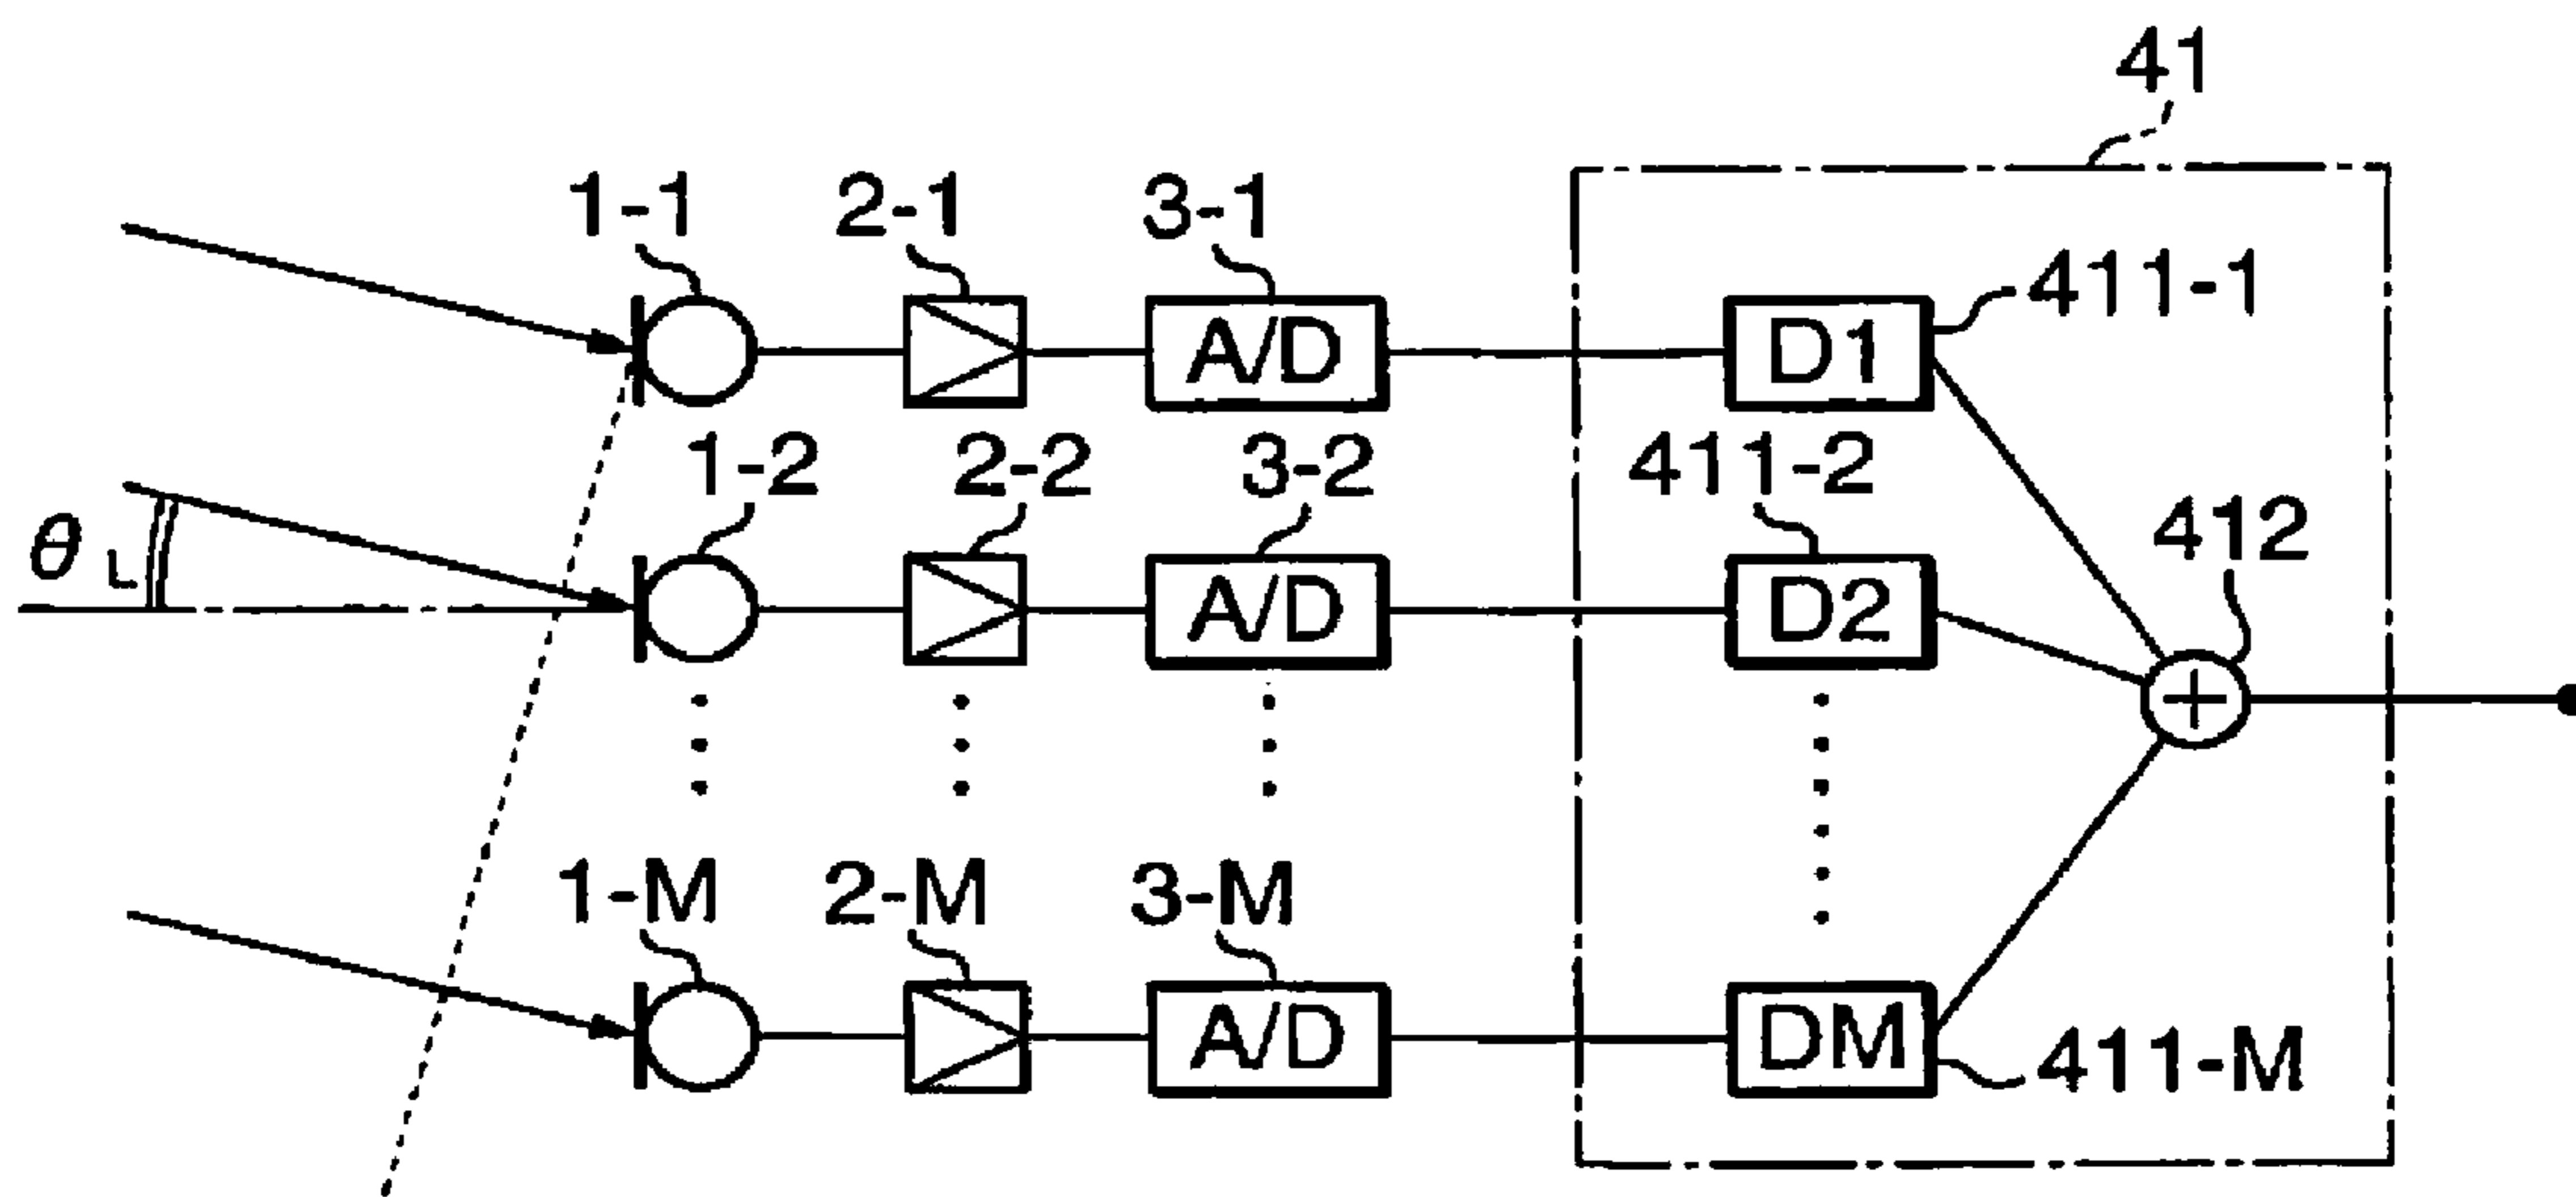 41
1-1 2-1 3-1
411-1
A/D D1
1-2 2-2 3-2 411-2
θL
412
A/D D2
+
1-M 2-M 3-M
A/D DM
411-M